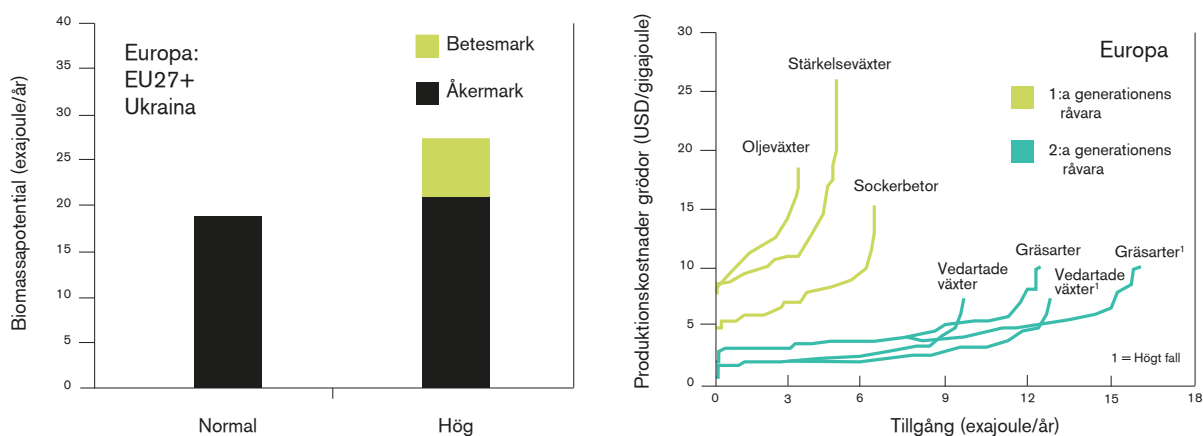 Biomassapotential (exajoule/år)
40
35
30
25
20
15
10
5
0
Europa:
EU27+
Ukraina
Betesmark
Åkermark
Normal
Hög
Produktionskostnader grödor (USD/gigajoule)
30
25
20
15
10
5
0
Europa
1:a generationens
råvara
2:a generationens
råvara
Stärkelseväxter
Oljeväxter
Sockerbetor
Vedartade
växter
Gräsarter
Vedartade
växter¹
Gräsarter¹
1 = Högt fall
0
3
6
9
12
15
18
Tillgång (exajoule/år)